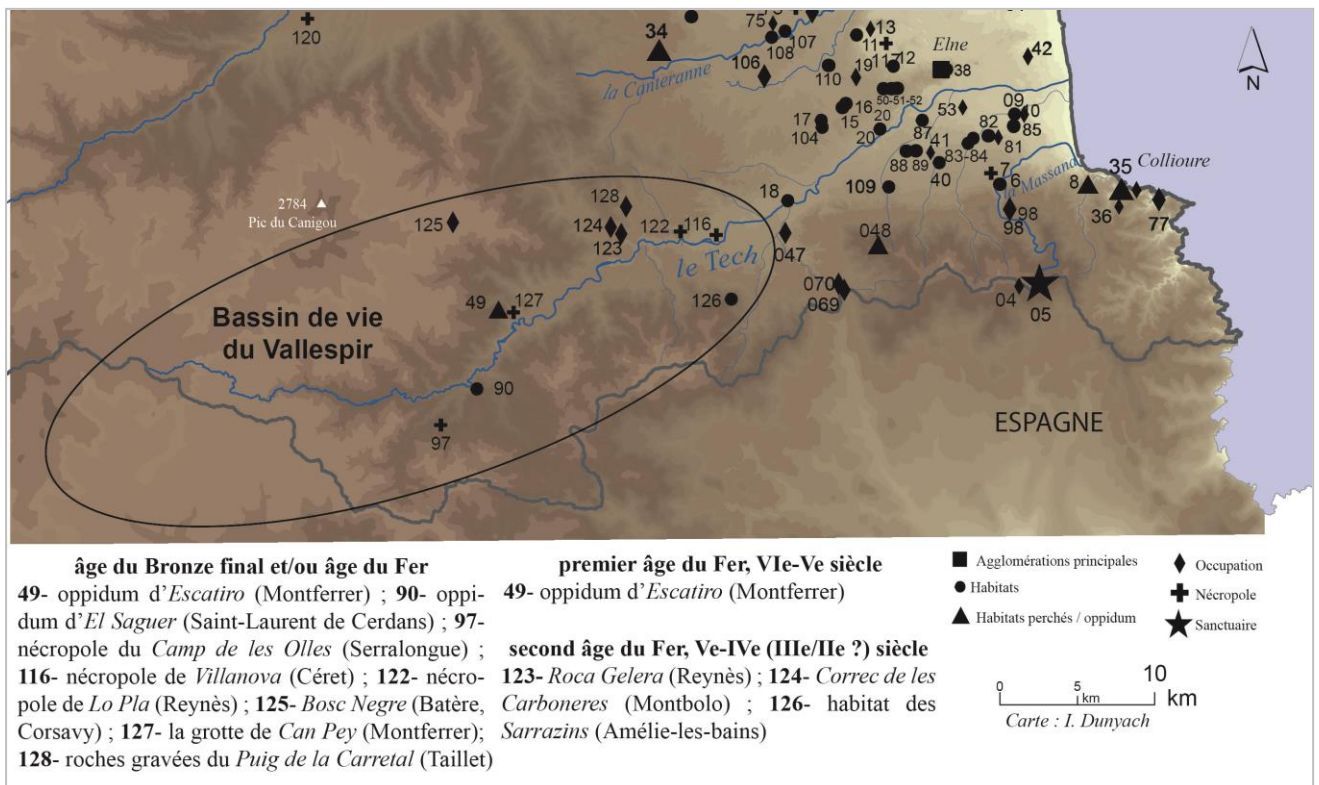 120
34
75
108
107
13
11
117
12
Elne
38
42
106
la Canteranne
110
19
50-51-52
16
15
17
104
20
20
53
09
10
82
85
81
87
41
88
89
83-84
40
7
6
la Massane
8
35
Collioure
36
77
2784
Pic du Canigou
125
128
124
123
122
116
18
109
048
98
98
le Tech
047
49
127
126
070
069
04
05
Bassin de vie
du Vallespir
90
97
ESPAGNE
N
âge du Bronze final et/ou âge du Fer
49- oppidum d'Escatiro (Montferrer) ; 90- oppi-
dum d'El Saguer (Saint-Laurent de Cerdans) ; 97-
nécropole du Camp de les Olles (Serralongue) ;
116- nécropole de Villanova (Céret) ; 122- nécro-
pole de Lo Pla (Reynès) ; 125- Bosc Negre (Batère,
Corsavy) ; 127- la grotte de Can Pey (Montferrer);
128- roches gravées du Puig de la Carretal (Taillet)
premier âge du Fer, VIe-Ve siècle
49- oppidum d'Escatiro (Montferrer)
second âge du Fer, Ve-IVe (IIIe/IIe ?) siècle
123- Roca Gelera (Reynès) ; 124- Correc de les
Carboneres (Montbolo) ; 126- habitat des
Sarrazins (Amélie-les-bains)
Agglomérations principales
Habitats
Habitats perchés / oppidum
Occupation
Nécropole
Sanctuaire
0 5 10
km km
Carte : I. Dunyach